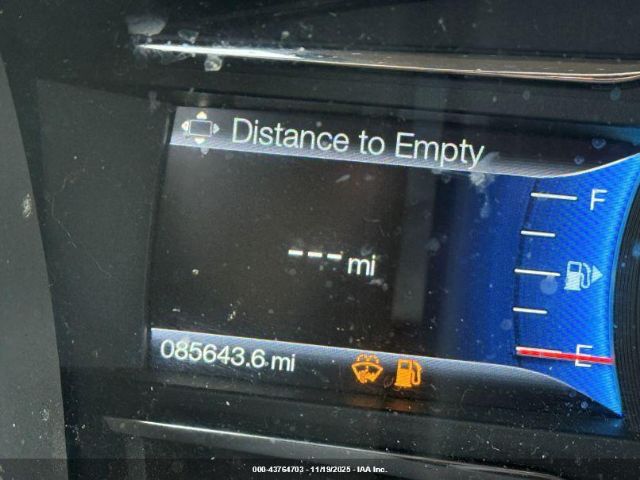 Distance to Empty
F
--- mi
E
085643.6 mi
000-43764703 - 11/19/2025 - IAA Inc.